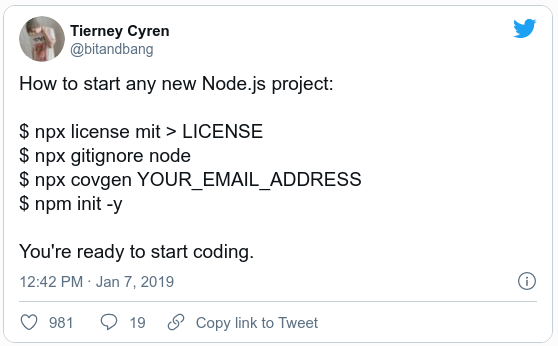 Tierney Cyren
@bitandbang
How to start any new Node.js project:
$ npx license mit > LICENSE
$ npx gitignore node
$ npx covgen YOUR_EMAIL_ADDRESS
$ npm init -y
You're ready to start coding.
12:42 PM · Jan 7, 2019
981 19 Copy link to Tweet